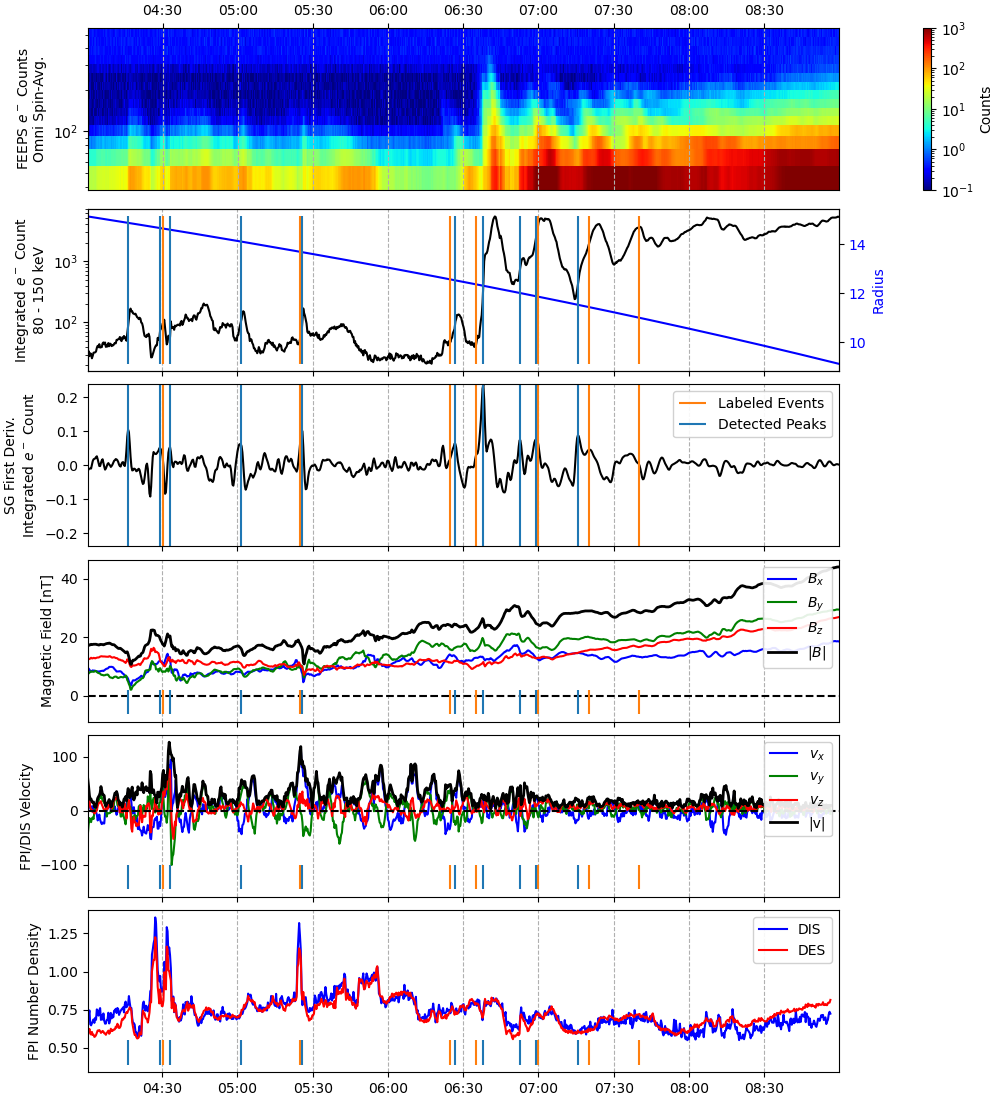 04:30 05:00 05:30 06:00 06:30 07:00 07:30 08:00 08:30
FEEPS e⁻ Counts
Omni Spin-Avg.
10²
10³
10²
10¹
10⁰
10⁻¹
Counts
Integrated e⁻ Count
80 - 150 keV
10³
10²
14
12
10
Radius
SG First Deriv.
Integrated e⁻ Count
0.2
0.1
0.0
−0.1
−0.2
Labeled Events
Detected Peaks
Magnetic Field [nT]
40
20
0
Bₓ
B_y
B_z
|B|
FPI/DIS Velocity
100
0
−100
vₓ
v_y
v_z
|v|
FPI Number Density
1.25
1.00
0.75
0.50
DIS
DES
04:30 05:00 05:30 06:00 06:30 07:00 07:30 08:00 08:30